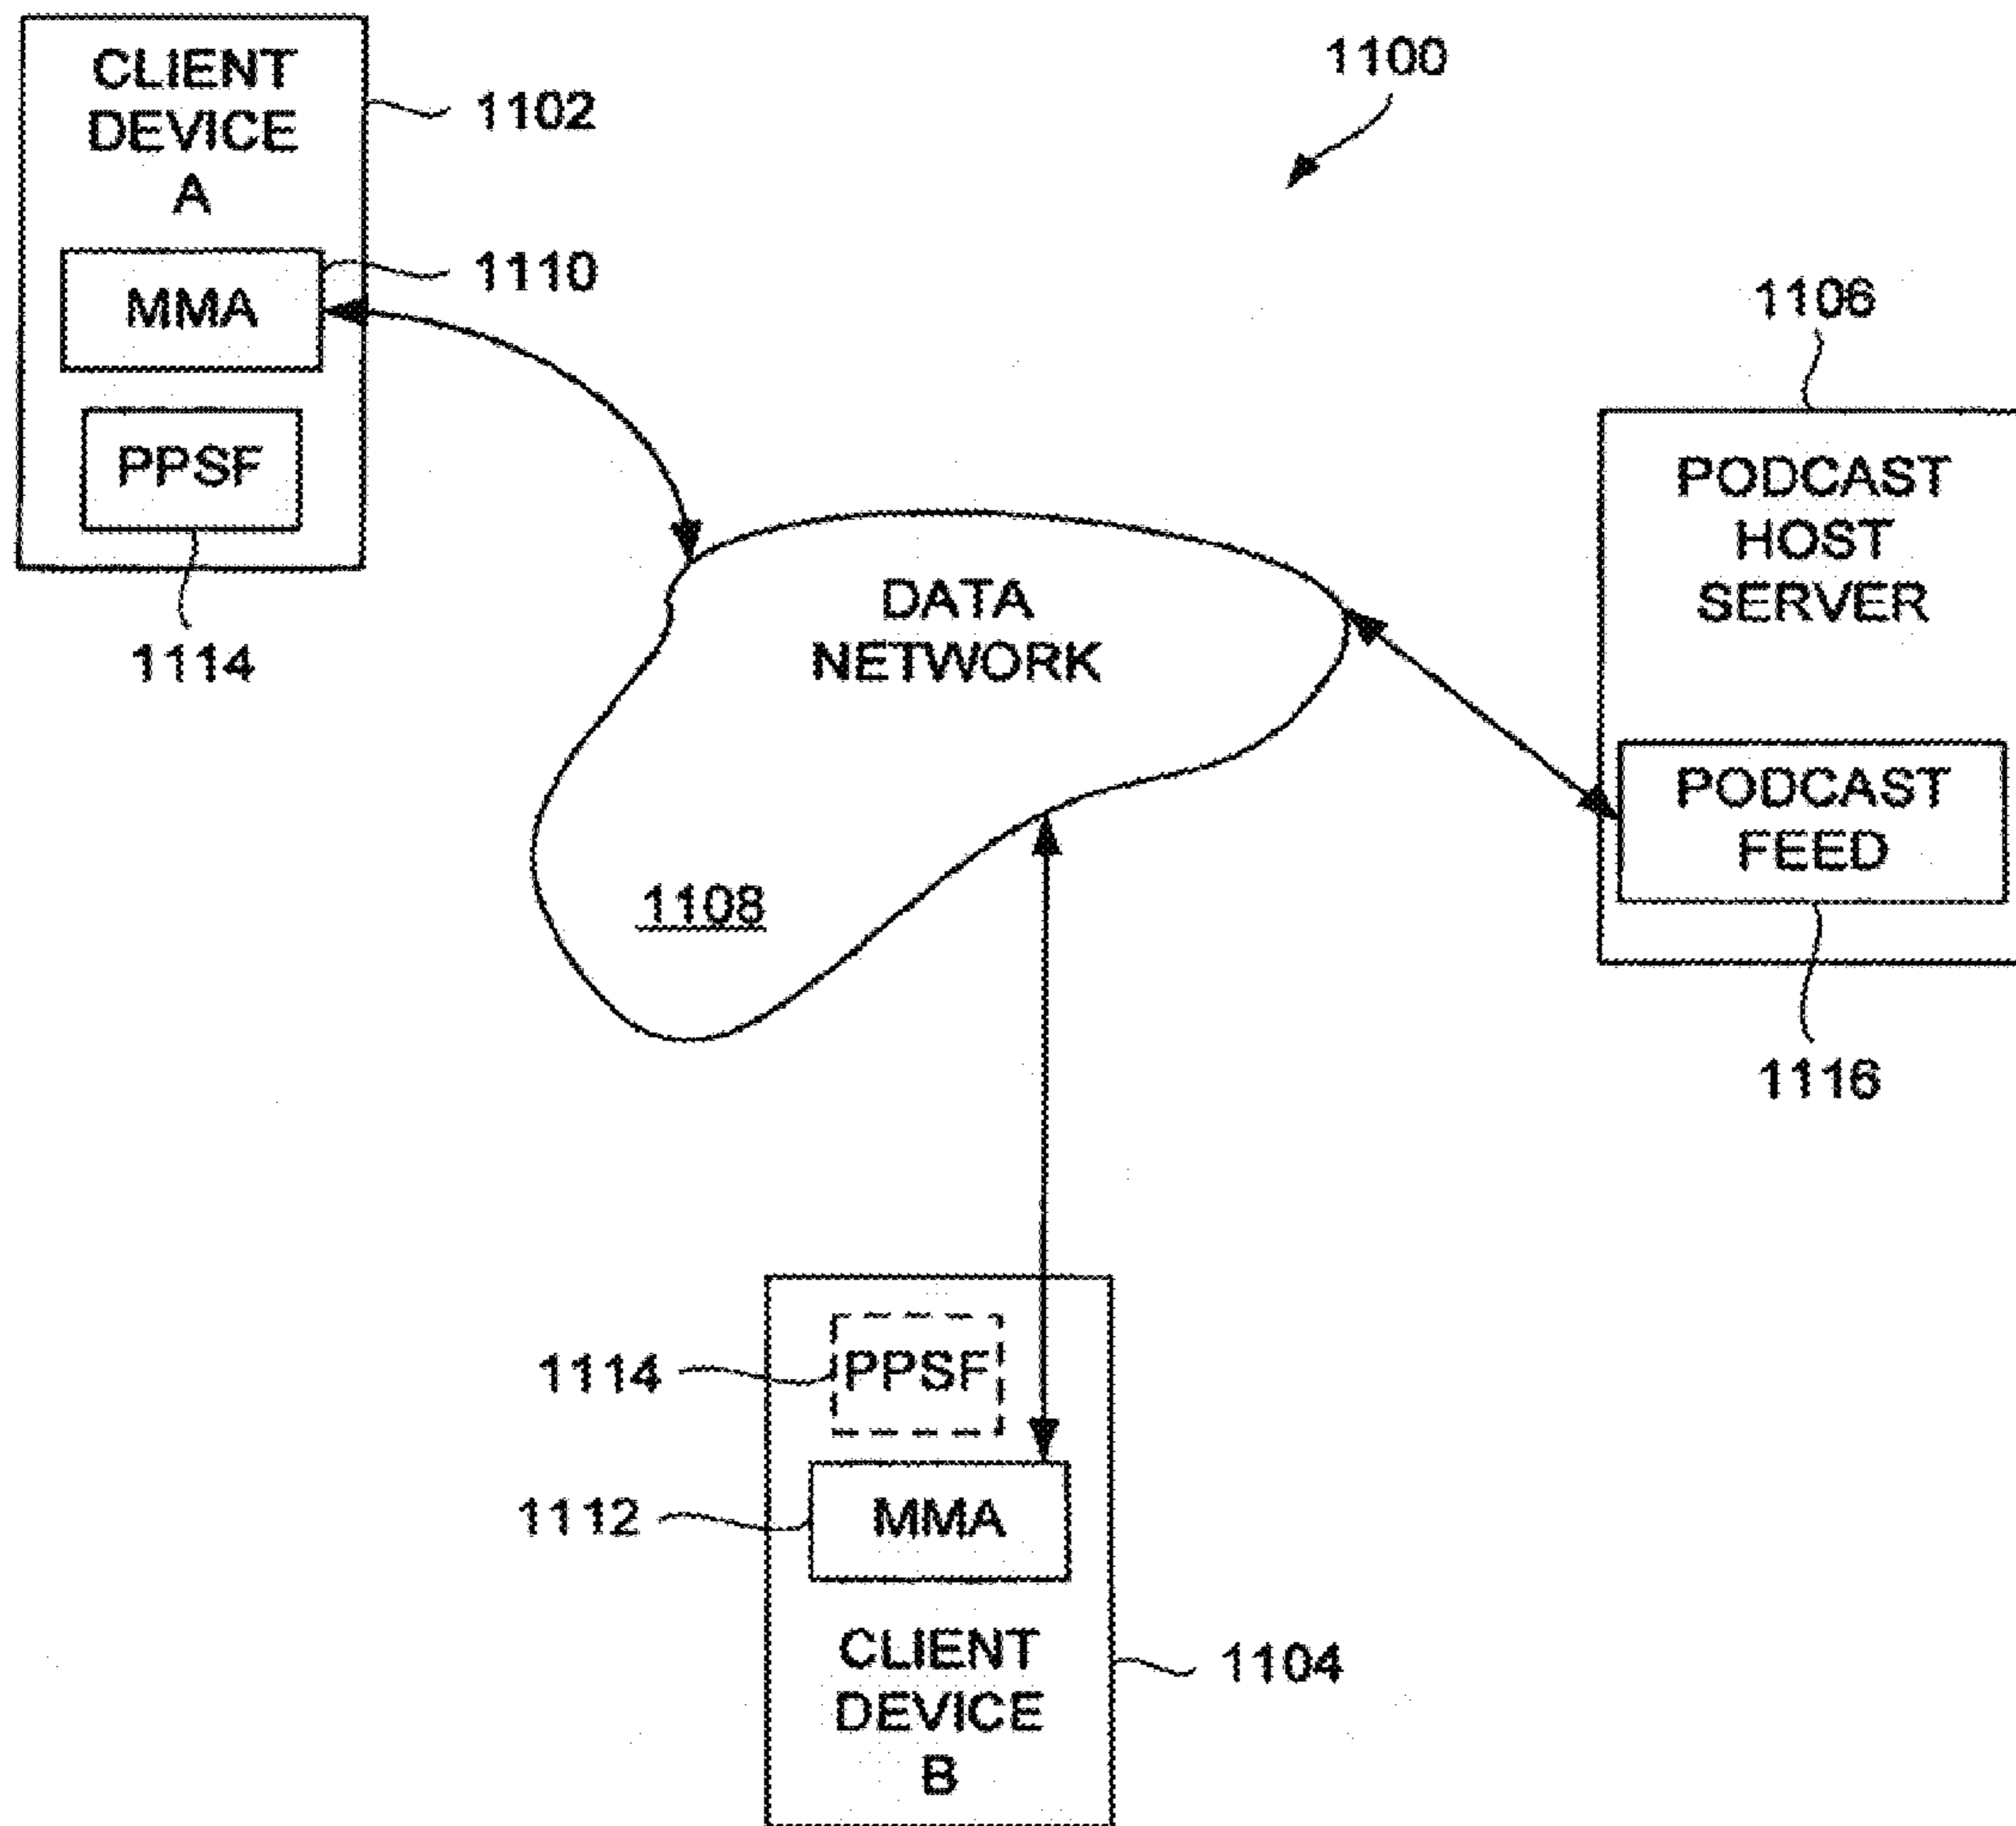 CLIENT
DEVICE
A
1102
MMA
1110
PPSF
1114
1100
1106
PODCAST
HOST
SERVER
PODCAST
FEED
1116
DATA
NETWORK
1108
1114
PPSF
1112
MMA
CLIENT
DEVICE
B
1104